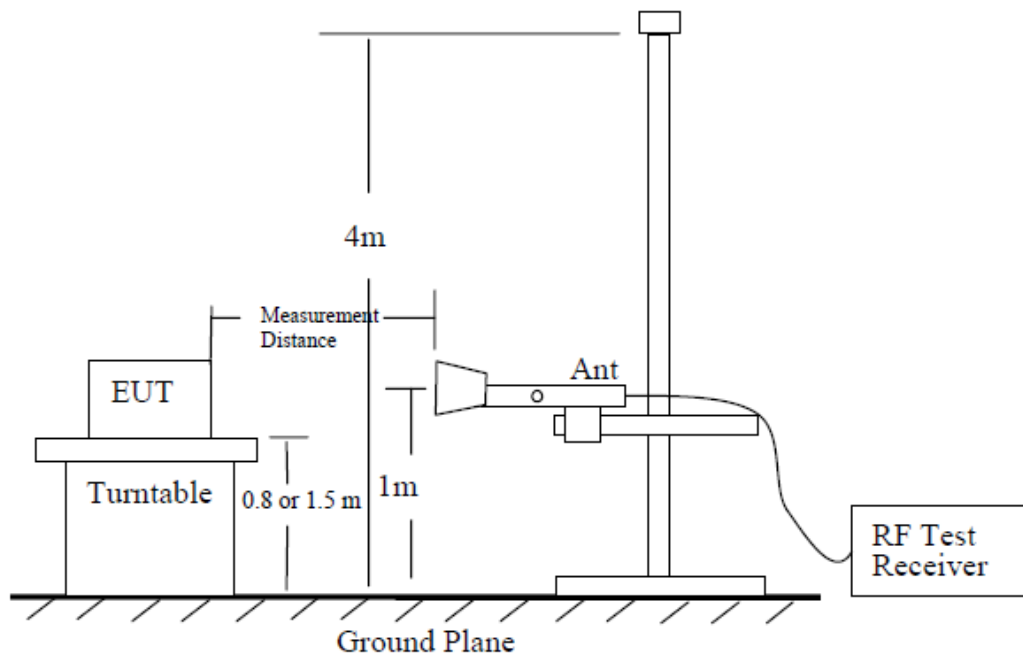 4m
Measurement
Distance
Ant
EUT
Turntable
0.8 or 1.5 m
1m
RF Test
Receiver
Ground Plane